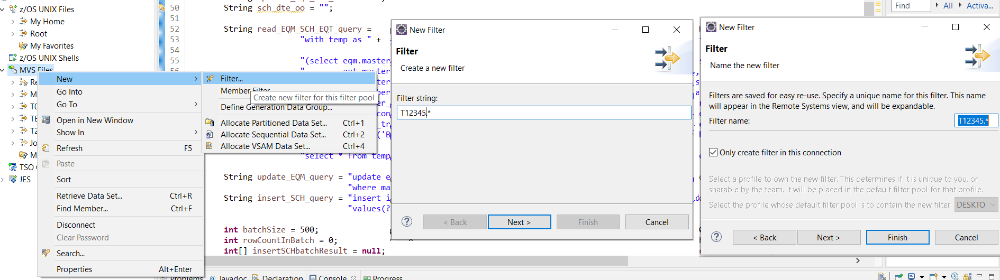 z/OS UNIX Files
My Home
Root
My Favorites
z/OS UNIX Shells
MVS Files
TSO
JES
New
Go Into
Go To
Open in New Window
Show In
Refresh F5
Paste
Sort
Retrieve Data Set... Ctrl+R
Find Member... Ctrl+F
Disconnect
Clear Password
Search...
Properties Alt+Enter
Filter...
Member Filter
Create new filter for this filter pool
Define Generation Data Group...
Allocate Partitioned Data Set... Ctrl+1
Allocate Sequential Data Set... Ctrl+2
Allocate VSAM Data Set... Ctrl+4
50 String sch_dte_oo = "";
51
52 String read_EQM_SCH_EQT_query =
53 "with temp as " +
54
55 "(select eqm.master
56
"select * from temp
String update_EQM_query = "update e
"where ma
String insert_SCH_query = "insert i
"values(?
int batchSize = 500;
int rowCountInBatch = 0;
int[] insertSCHbatchResult = null;
New Filter
Filter
Create a new filter
Filter string:
T12345.*
< Back Next > Finish Cancel
New Filter
Filter
Name the new filter
Filters are saved for easy re-use. Specify a unique name for this filter. This name
will appear in the Remote Systems view, and will be expandable.
Filter name: T12345.*
Only create filter in this connection
Select a profile to own the new filter. This determines if it is unique to you, or
sharable by the team. It will be placed in the default filter pool for that profile.
Select the profile whose default filter pool is to contain the new filter: DESKTO
< Back Next > Finish Cancel
Find All Activa...
Problems @ Javadoc Declaration Console Progress